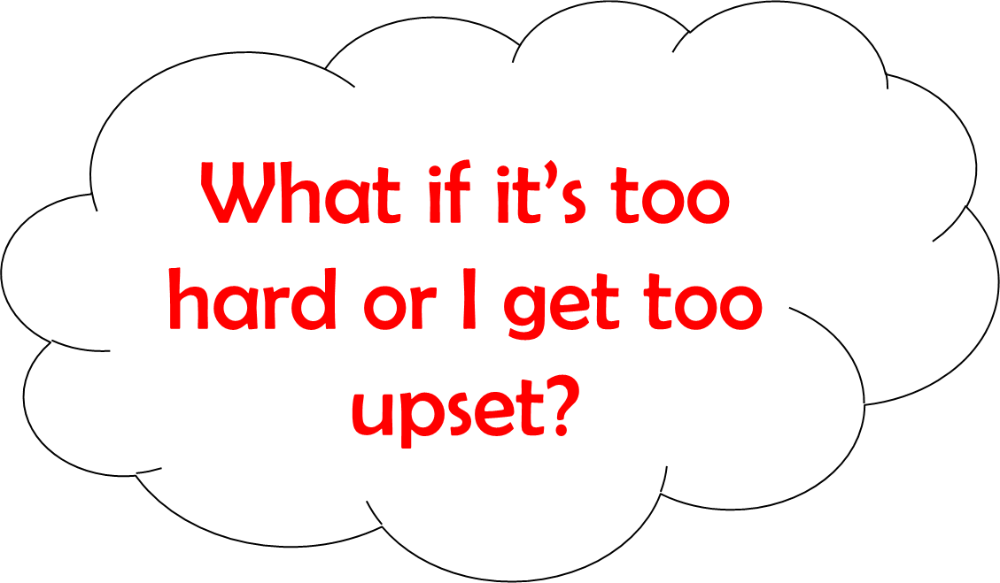 What if it’s too
hard or I get too
upset?